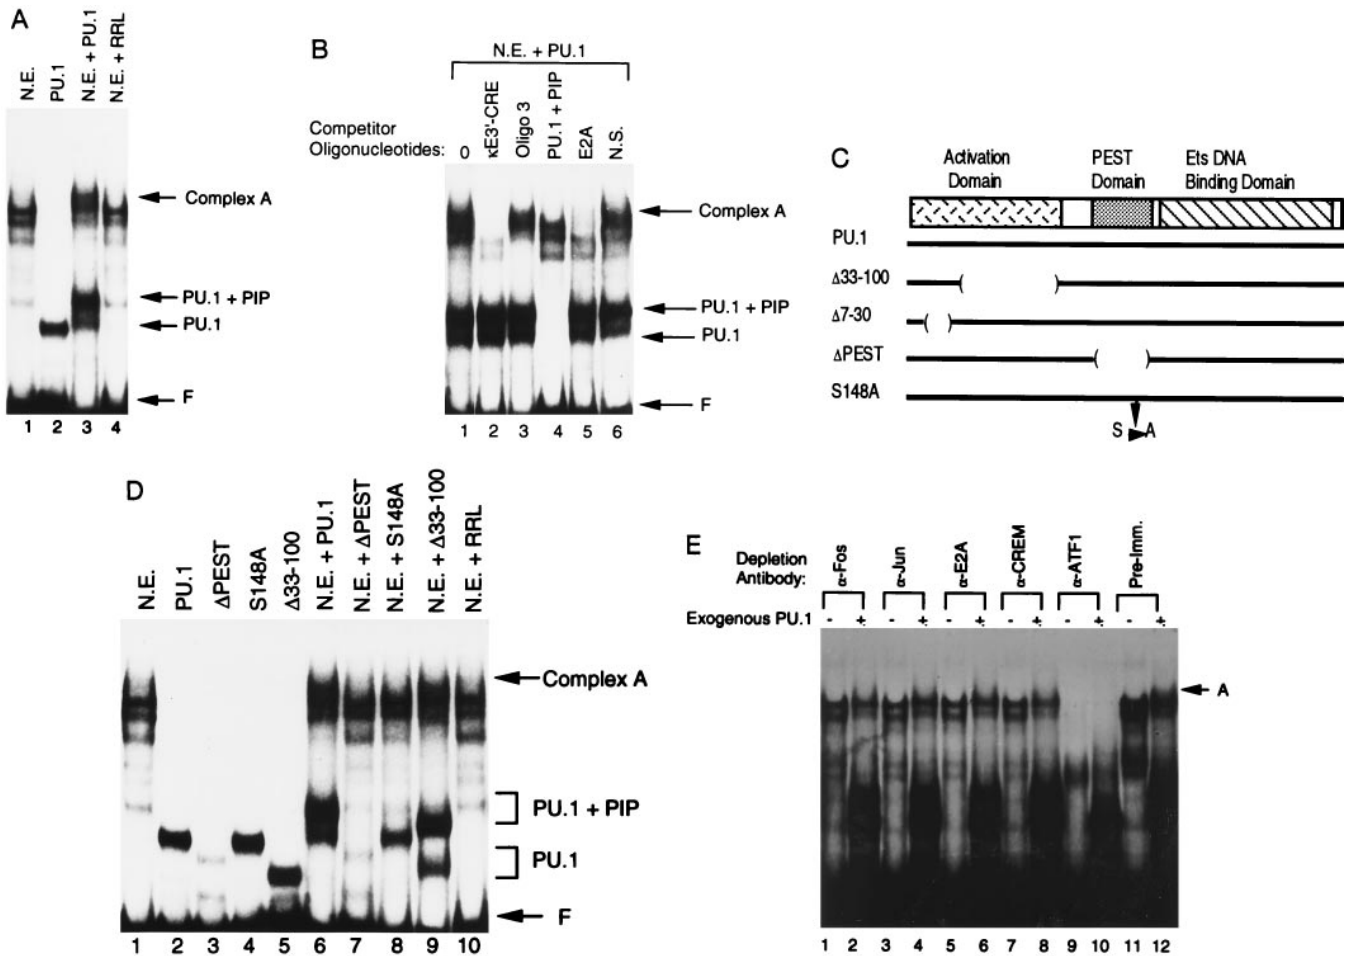 A
N.E.
PU.1
N.E. + PU.1
N.E. + RRL
Complex A
PU.1 + PIP
PU.1
F
1 2 3 4
B
N.E. + PU.1
Competitor
Oligonucleotides:
0
κE3'-CRE
Oligo 3
PU.1 + PIP
E2A
N.S.
Complex A
PU.1 + PIP
PU.1
F
1 2 3 4 5 6
C
Activation
Domain
PEST
Domain
Ets DNA
Binding Domain
PU.1
Δ33-100
Δ7-30
ΔPEST
S148A
S A
D
N.E.
PU.1
ΔPEST
S148A
Δ33-100
N.E. + PU.1
N.E. + ΔPEST
N.E. + S148A
N.E. + Δ33-100
N.E. + RRL
Complex A
PU.1 + PIP
PU.1
F
1 2 3 4 5 6 7 8 9 10
E
Depletion
Antibody:
α-Fos
α-Jun
α-E2A
α-CREM
α-ATF1
Pre-Imm.
Exogenous PU.1 - + - + - + - + - + - +
A
1 2 3 4 5 6 7 8 9 10 11 12